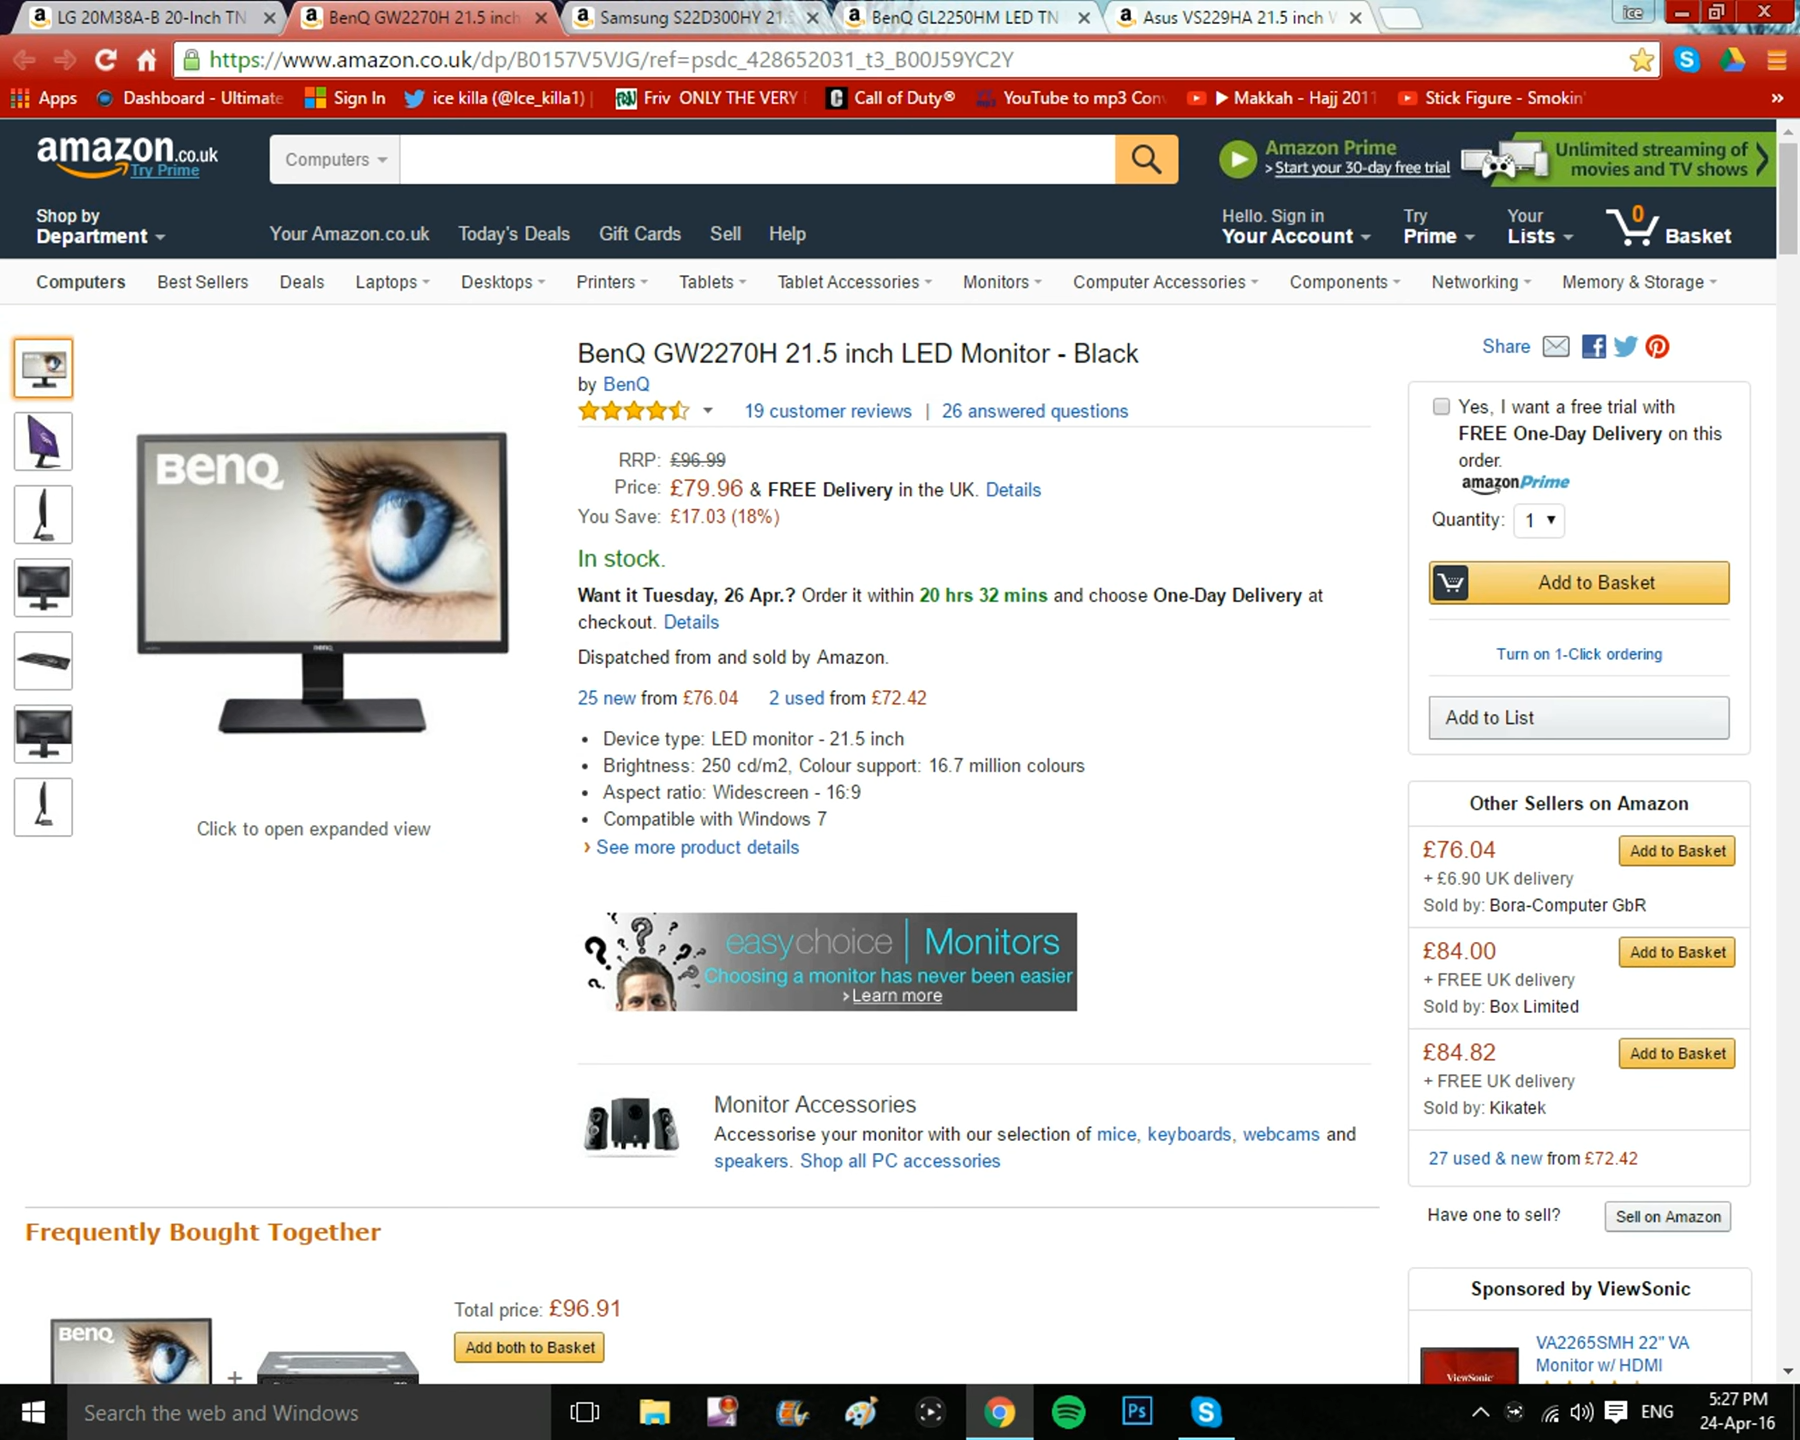 LG 20M38A-B 20-Inch TN
BenQ GW2270H 21.5 inch
Samsung S22D300HY 21.5
BenQ GL2250HM LED TN
Asus VS229HA 21.5 inch V
ice
https://www.amazon.co.uk/dp/B0157V5VJG/ref=psdc_428652031_t3_B00J59YC2Y
Apps
Dashboard - Ultimate
Sign In
ice killa (@Ice_killa1) |
Friv ONLY THE VERY
Call of Duty®
YouTube to mp3 Con
▶ Makkah - Hajj 2011
Stick Figure - Smokin'
»
amazon.co.uk
Try Prime
Computers
Amazon Prime
>Start your 30-day free trial
Unlimited streaming of
movies and TV shows
Shop by
Department
Your Amazon.co.uk
Today's Deals
Gift Cards
Sell
Help
Hello. Sign in
Your Account
Try
Prime
Your
Lists
0
Basket
Computers
Best Sellers
Deals
Laptops
Desktops
Printers
Tablets
Tablet Accessories
Monitors
Computer Accessories
Components
Networking
Memory & Storage
BenQ
BenQ
Click to open expanded view
BenQ GW2270H 21.5 inch LED Monitor - Black
by BenQ
19 customer reviews | 26 answered questions
RRP: £96.99
Price: £79.96 & FREE Delivery in the UK. Details
You Save: £17.03 (18%)
In stock.
Want it Tuesday, 26 Apr.? Order it within 20 hrs 32 mins and choose One-Day Delivery at
checkout. Details
Dispatched from and sold by Amazon.
25 new from £76.04 2 used from £72.42
• Device type: LED monitor - 21.5 inch
• Brightness: 250 cd/m2, Colour support: 16.7 million colours
• Aspect ratio: Widescreen - 16:9
• Compatible with Windows 7
› See more product details
easychoice | Monitors
Choosing a monitor has never been easier
> Learn more
Monitor Accessories
Accessorise your monitor with our selection of mice, keyboards, webcams and
speakers. Shop all PC accessories
Share
Yes, I want a free trial with
FREE One-Day Delivery on this
order.
amazonPrime
Quantity: 1
Add to Basket
Turn on 1-Click ordering
Add to List
Other Sellers on Amazon
£76.04
Add to Basket
+ £6.90 UK delivery
Sold by: Bora-Computer GbR
£84.00
Add to Basket
+ FREE UK delivery
Sold by: Box Limited
£84.82
Add to Basket
+ FREE UK delivery
Sold by: Kikatek
27 used & new from £72.42
Have one to sell?
Sell on Amazon
Sponsored by ViewSonic
VA2265SMH 22" VA
Monitor w/ HDMI
ViewSonic
Frequently Bought Together
BenQ
+
Total price: £96.91
Add both to Basket
Search the web and Windows
Ps
ENG
5:27 PM
24-Apr-16